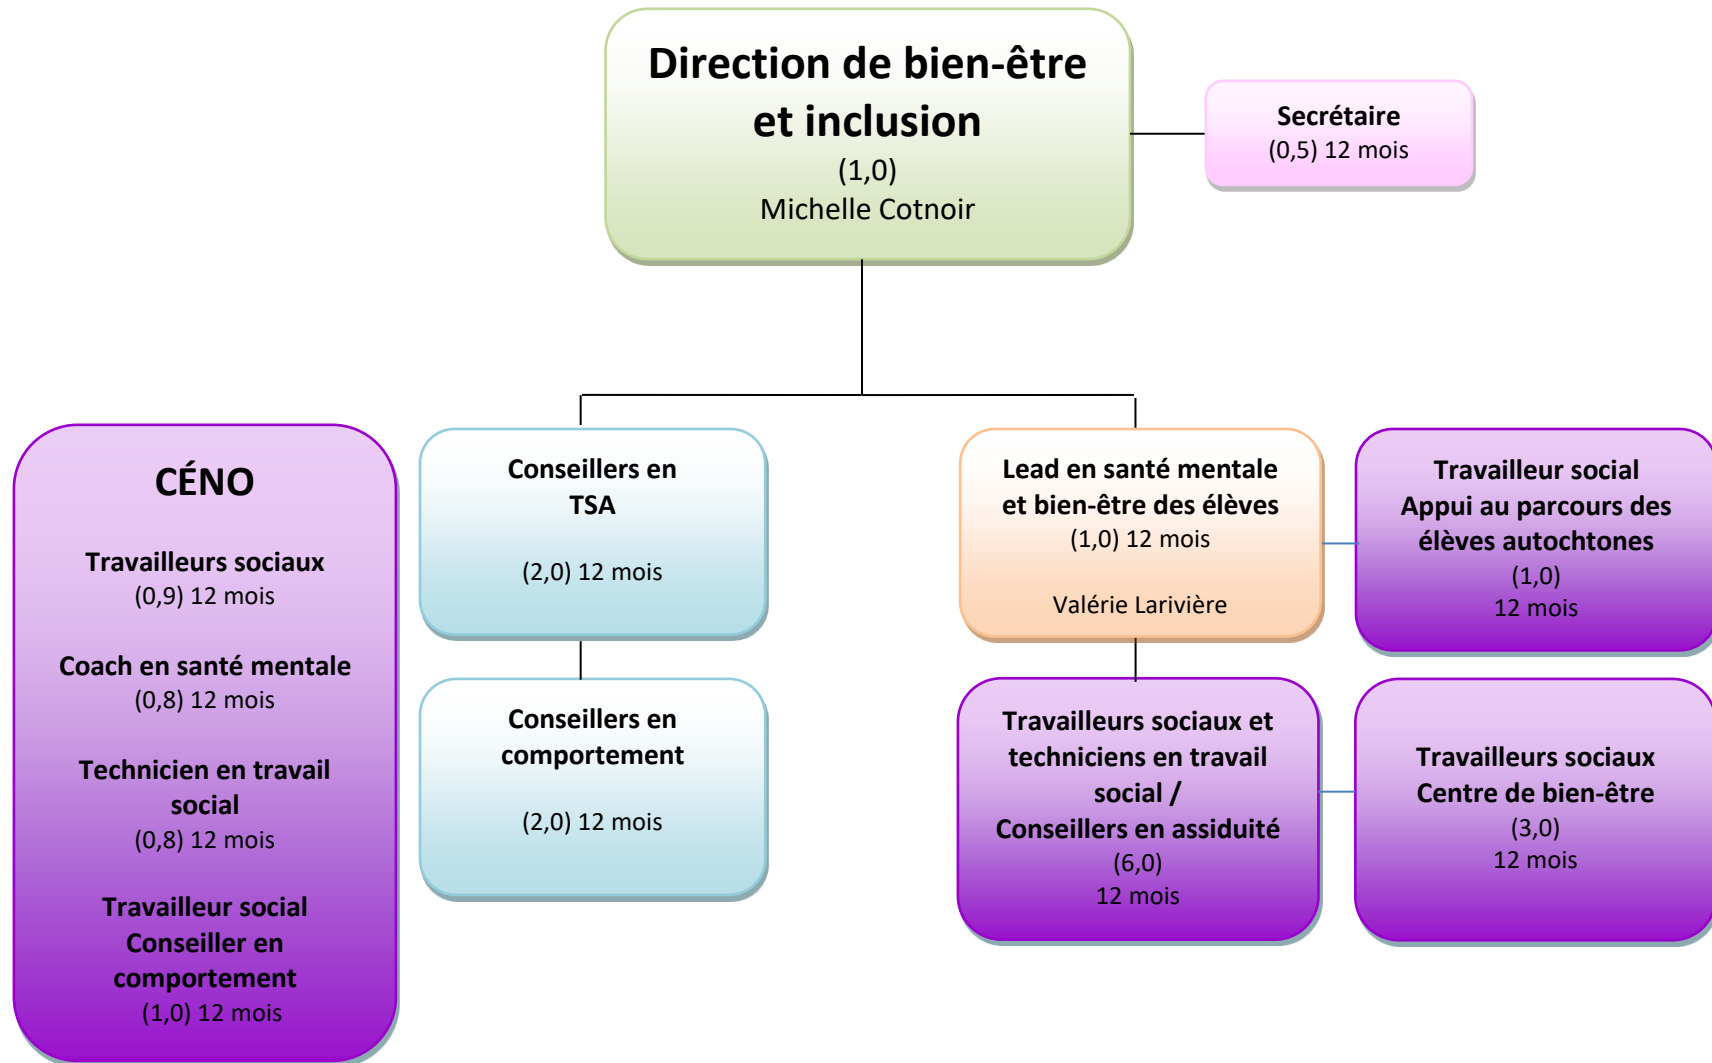 Direction de bien-être
et inclusion
(1,0)
Michelle Cotnoir
Secrétaire
(0,5) 12 mois
CÉNO
Travailleurs sociaux
(0,9) 12 mois
Coach en santé mentale
(0,8) 12 mois
Technicien en travail
social
(0,8) 12 mois
Travailleur social
Conseiller en
comportement
(1,0) 12 mois
Conseillers en
TSA
(2,0) 12 mois
Conseillers en
comportement
(2,0) 12 mois
Lead en santé mentale
et bien-être des élèves
(1,0) 12 mois
Valérie Larivière
Travailleur social
Appui au parcours des
élèves autochtones
(1,0)
12 mois
Travailleurs sociaux et
techniciens en travail
social /
Conseillers en assiduité
(6,0)
12 mois
Travailleurs sociaux
Centre de bien-être
(3,0)
12 mois